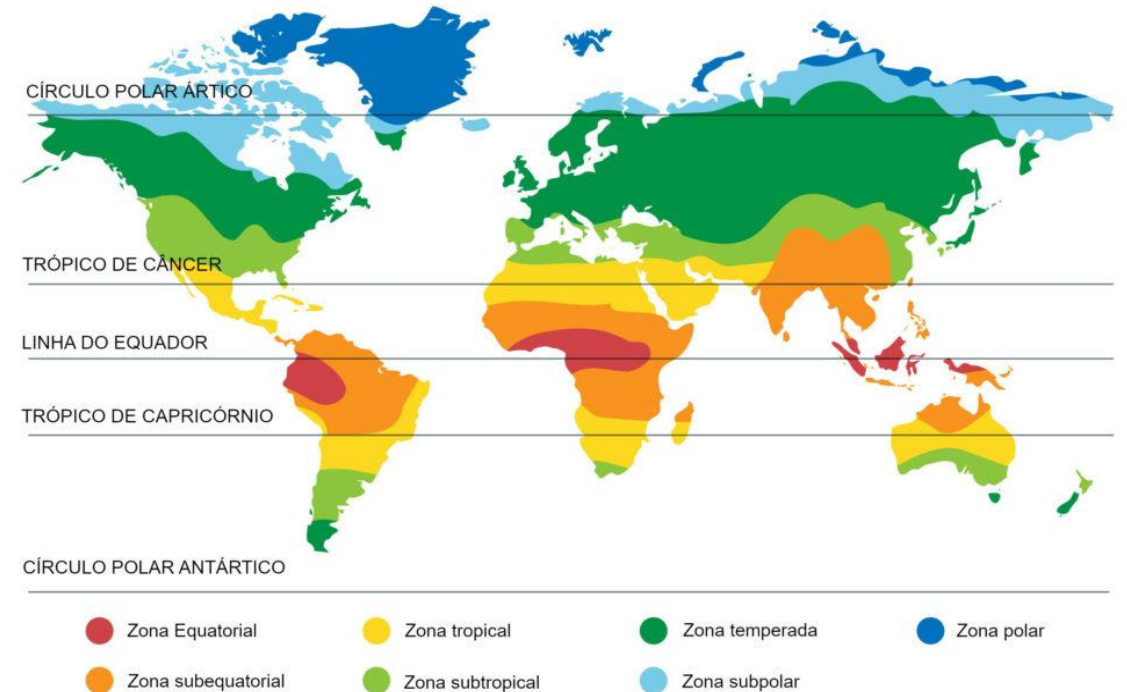 CÍRCULO POLAR ÁRTICO
TRÓPICO DE CÂNCER
LINHA DO EQUADOR
TRÓPICO DE CAPRICÓRNIO
CÍRCULO POLAR ANTÁRTICO
Zona Equatorial
Zona tropical
Zona temperada
Zona polar
Zona subequatorial
Zona subtropical
Zona subpolar